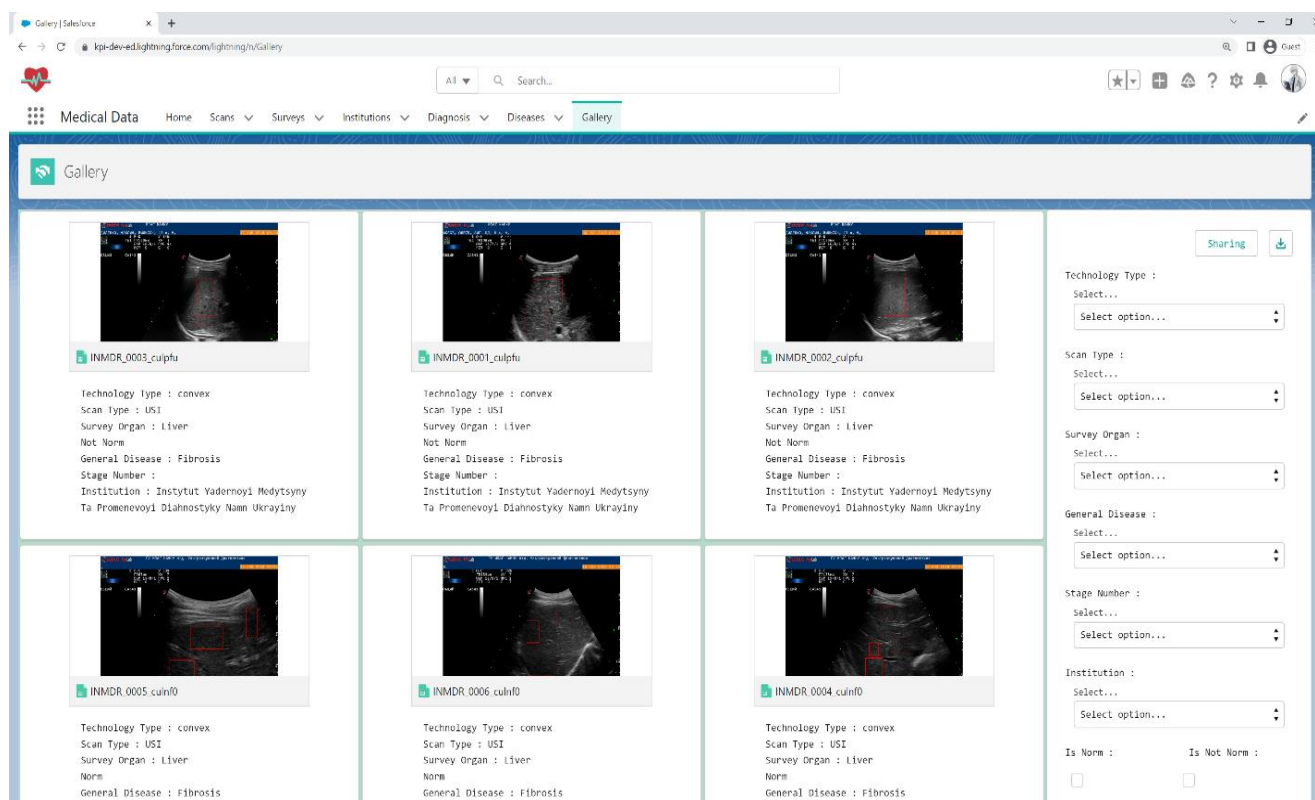 Gallery | Salesforce
kpi-dev-ed.lightning.force.com/lightning/n/Gallery
Guest
All
Search...
Medical Data
Home
Scans
Surveys
Institutions
Diagnosis
Diseases
Gallery
Gallery
INMDR_0003_culpfu
Technology Type : convex
Scan Type : USI
Survey Organ : Liver
Not Norm
General Disease : Fibrosis
Stage Number :
Institution : Instytut Yadernoyi Medytsyny
Ta Promenevoyi Diahnostyky Namn Ukrayiny
INMDR_0001_culpfu
Technology Type : convex
Scan Type : USI
Survey Organ : Liver
Not Norm
General Disease : Fibrosis
Stage Number :
Institution : Instytut Yadernoyi Medytsyny
Ta Promenevoyi Diahnostyky Namn Ukrayiny
INMDR_0002_culpfu
Technology Type : convex
Scan Type : USI
Survey Organ : Liver
Not Norm
General Disease : Fibrosis
Stage Number :
Institution : Instytut Yadernoyi Medytsyny
Ta Promenevoyi Diahnostyky Namn Ukrayiny
INMDR_0005_culnf0
Technology Type : convex
Scan Type : USI
Survey Organ : Liver
Norm
General Disease : Fibrosis
INMDR_0006_culnf0
Technology Type : convex
Scan Type : USI
Survey Organ : Liver
Norm
General Disease : Fibrosis
INMDR_0004_culnf0
Technology Type : convex
Scan Type : USI
Survey Organ : Liver
Norm
General Disease : Fibrosis
Sharing
Technology Type :
Select...
Select option...
Scan Type :
Select...
Select option...
Survey Organ :
Select...
Select option...
General Disease :
Select...
Select option...
Stage Number :
Select...
Select option...
Institution :
Select...
Select option...
Is Norm :
Is Not Norm :